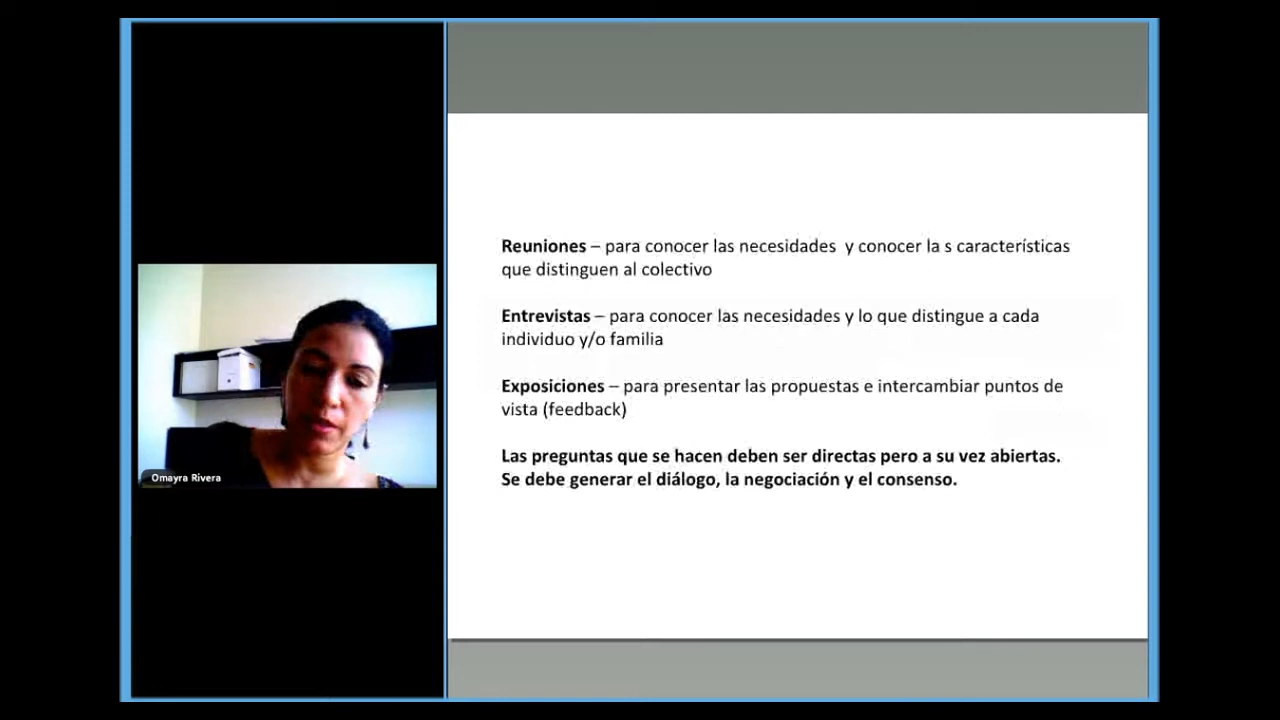 Reuniones – para conocer las necesidades  y conocer la s características
que distinguen al colectivo
Entrevistas – para conocer las necesidades y lo que distingue a cada
individuo y/o familia
Exposiciones – para presentar las propuestas e intercambiar puntos de
vista (feedback)
Las preguntas que se hacen deben ser directas pero a su vez abiertas.
Se debe generar el diálogo, la negociación y el consenso.
Omayra Rivera